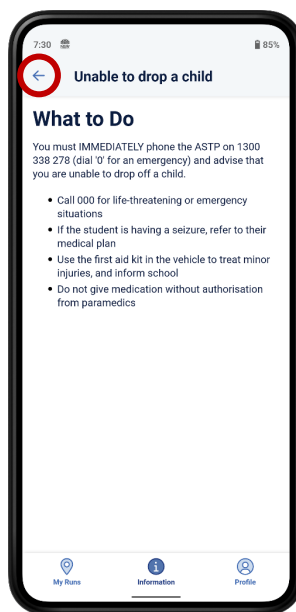 7:30 85%
Unable to drop a child
What to Do
You must IMMEDIATELY phone the ASTP on 1300
338 278 (dial '0' for an emergency) and advise that
you are unable to drop off a child.
• Call 000 for life-threatening or emergency
situations
• If the student is having a seizure, refer to their
medical plan
• Use the first aid kit in the vehicle to treat minor
injuries, and inform school
• Do not give medication without authorisation
from paramedics
My Runs Information Profile